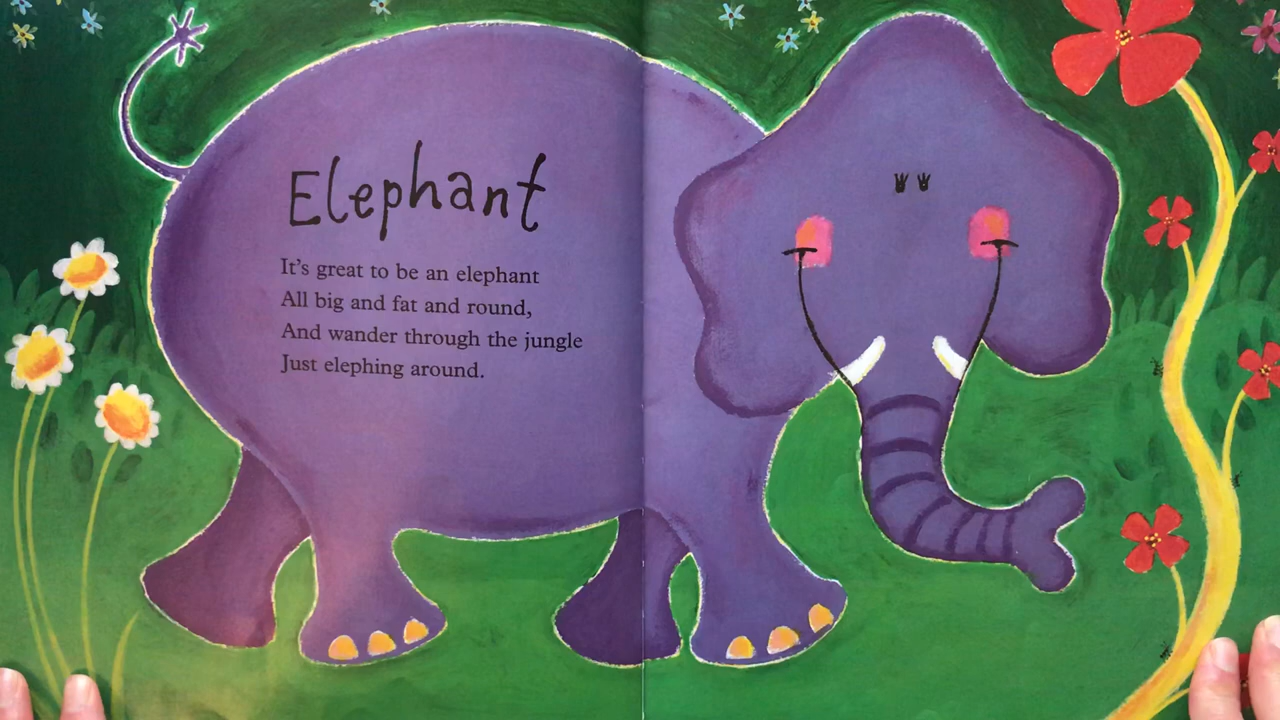 Elephant
It's great to be an elephant
All big and fat and round,
And wander through the jungle
Just elephing around.